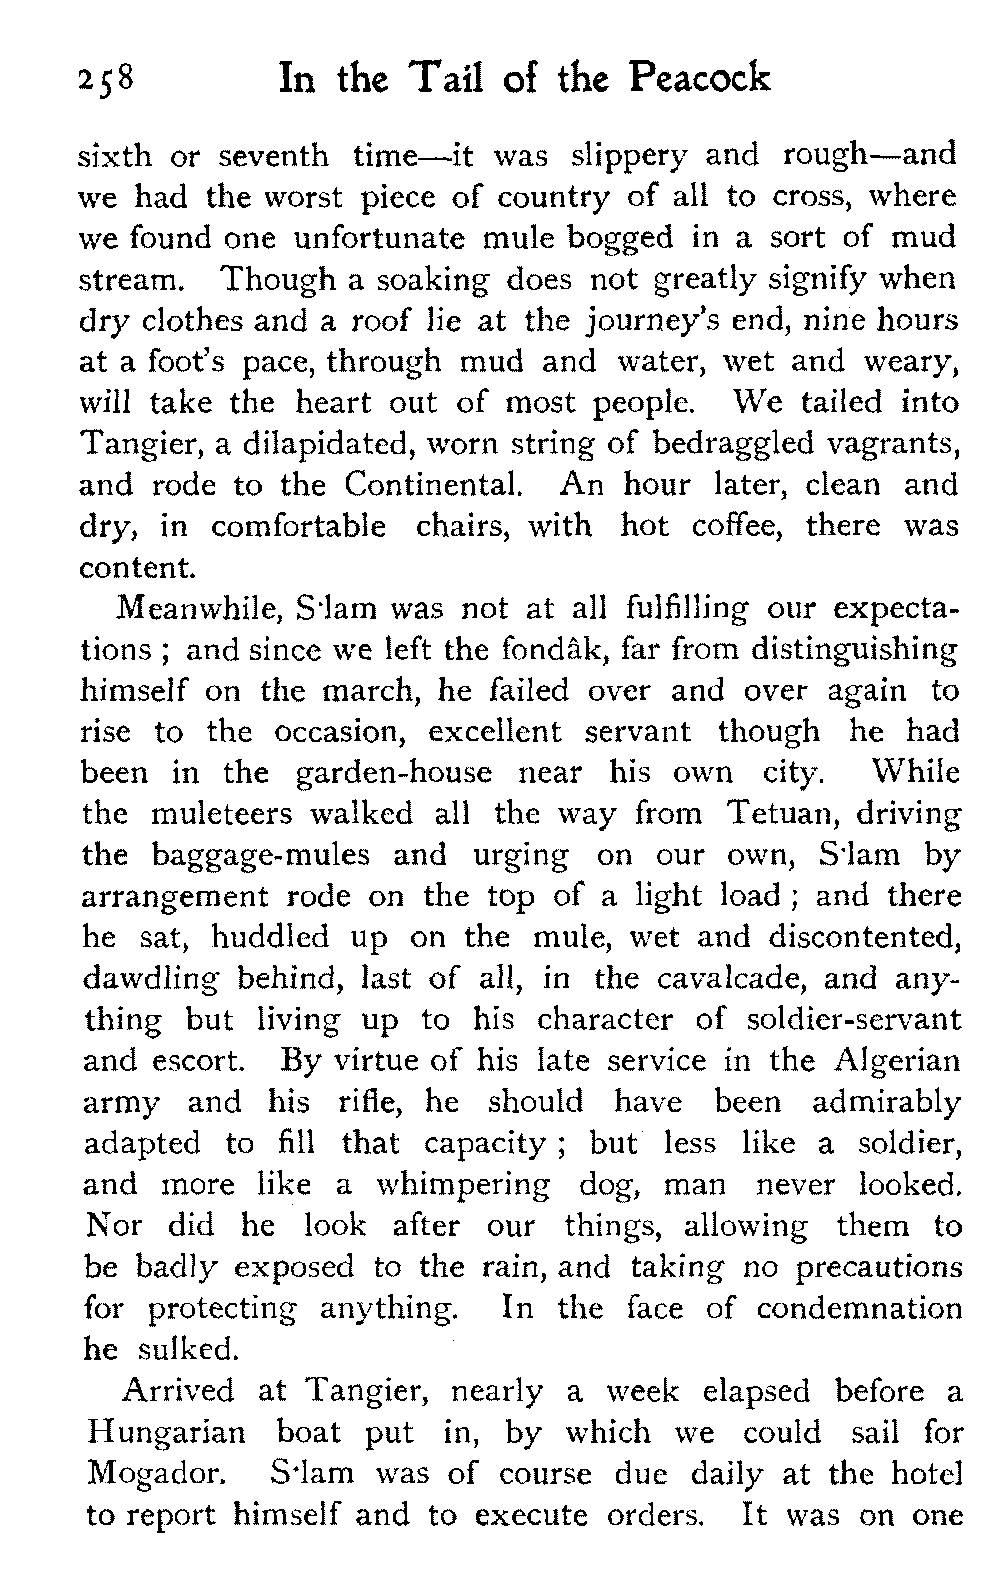 258 In the Tail of the Peacock
sixth or seventh time—it was slippery and rough—and
we had the worst piece of country of all to cross, where
we found one unfortunate mule bogged in a sort of mud
stream. Though a soaking does not greatly signify when
dry clothes and a roof lie at the journey's end, nine hours
at a foot's pace, through mud and water, wet and weary,
will take the heart out of most people. We tailed into
Tangier, a dilapidated, worn string of bedraggled vagrants,
and rode to the Continental. An hour later, clean and
dry, in comfortable chairs, with hot coffee, there was
content.
Meanwhile, S·lam was not at all fulfilling our expecta-
tions ; and since we left the fondâk, far from distinguishing
himself on the march, he failed over and over again to
rise to the occasion, excellent servant though he had
been in the garden-house near his own city. While
the muleteers walked all the way from Tetuan, driving
the baggage-mules and urging on our own, S·lam by
arrangement rode on the top of a light load ; and there
he sat, huddled up on the mule, wet and discontented,
dawdling behind, last of all, in the cavalcade, and any-
thing but living up to his character of soldier-servant
and escort. By virtue of his late service in the Algerian
army and his rifle, he should have been admirably
adapted to fill that capacity ; but less like a soldier,
and more like a whimpering dog, man never looked.
Nor did he look after our things, allowing them to
be badly exposed to the rain, and taking no precautions
for protecting anything. In the face of condemnation
he sulked.
Arrived at Tangier, nearly a week elapsed before a
Hungarian boat put in, by which we could sail for
Mogador. S·lam was of course due daily at the hotel
to report himself and to execute orders. It was on one